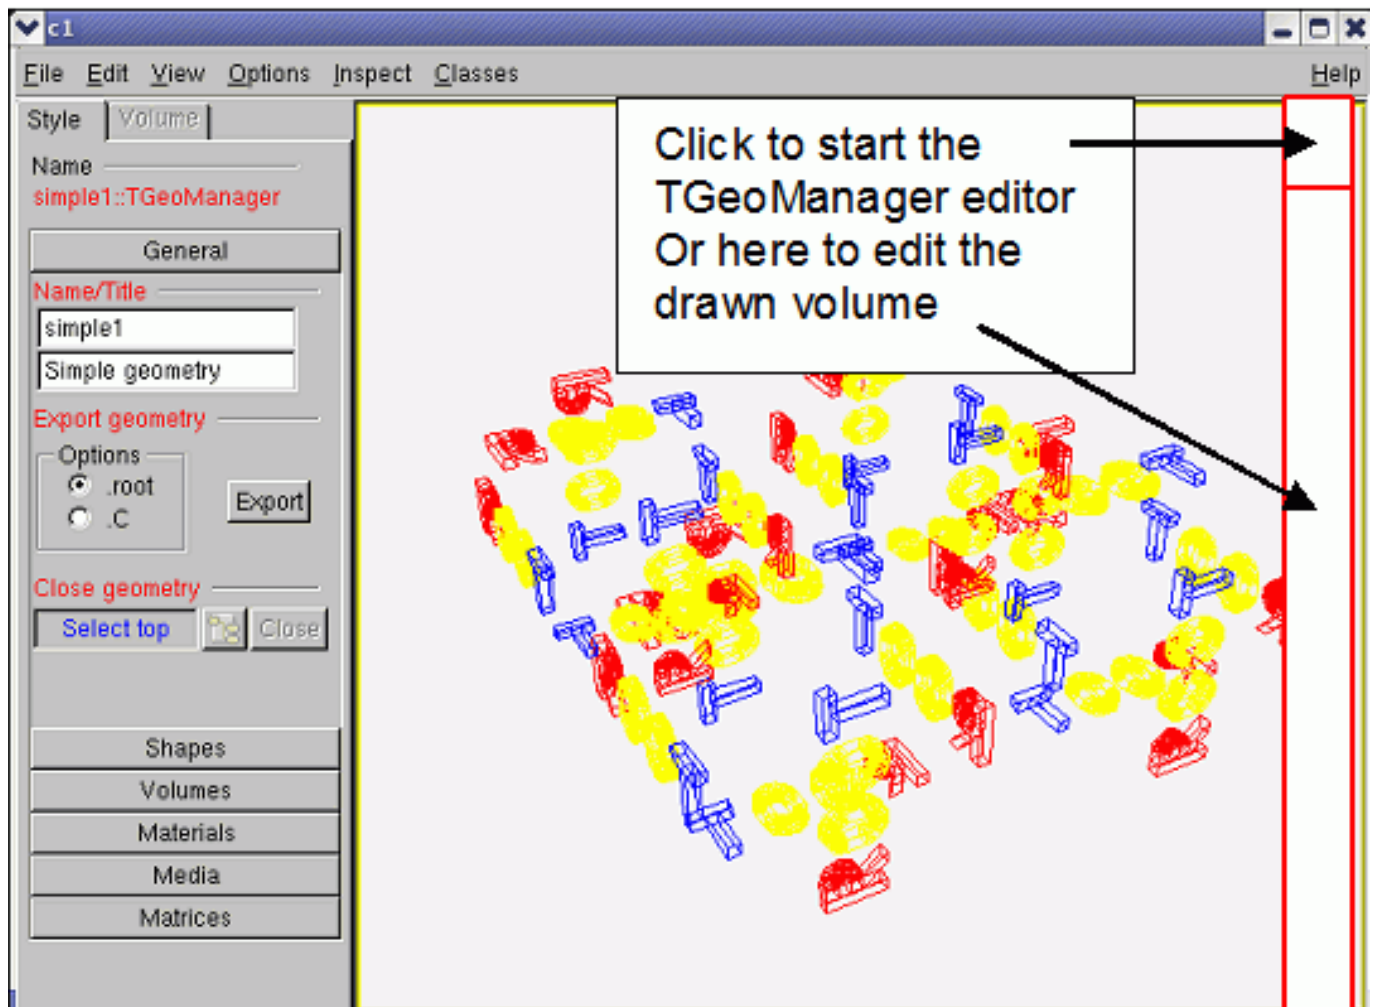 c1
File Edit View Options Inspect Classes Help
Style Volume
Name
simple1::TGeoManager
General
Name/Title
simple1
Simple geometry
Export geometry
Options
.root
.C
Export
Close geometry
Select top Close
Shapes
Volumes
Materials
Media
Matrices
Click to start the
TGeoManager editor
Or here to edit the
drawn volume